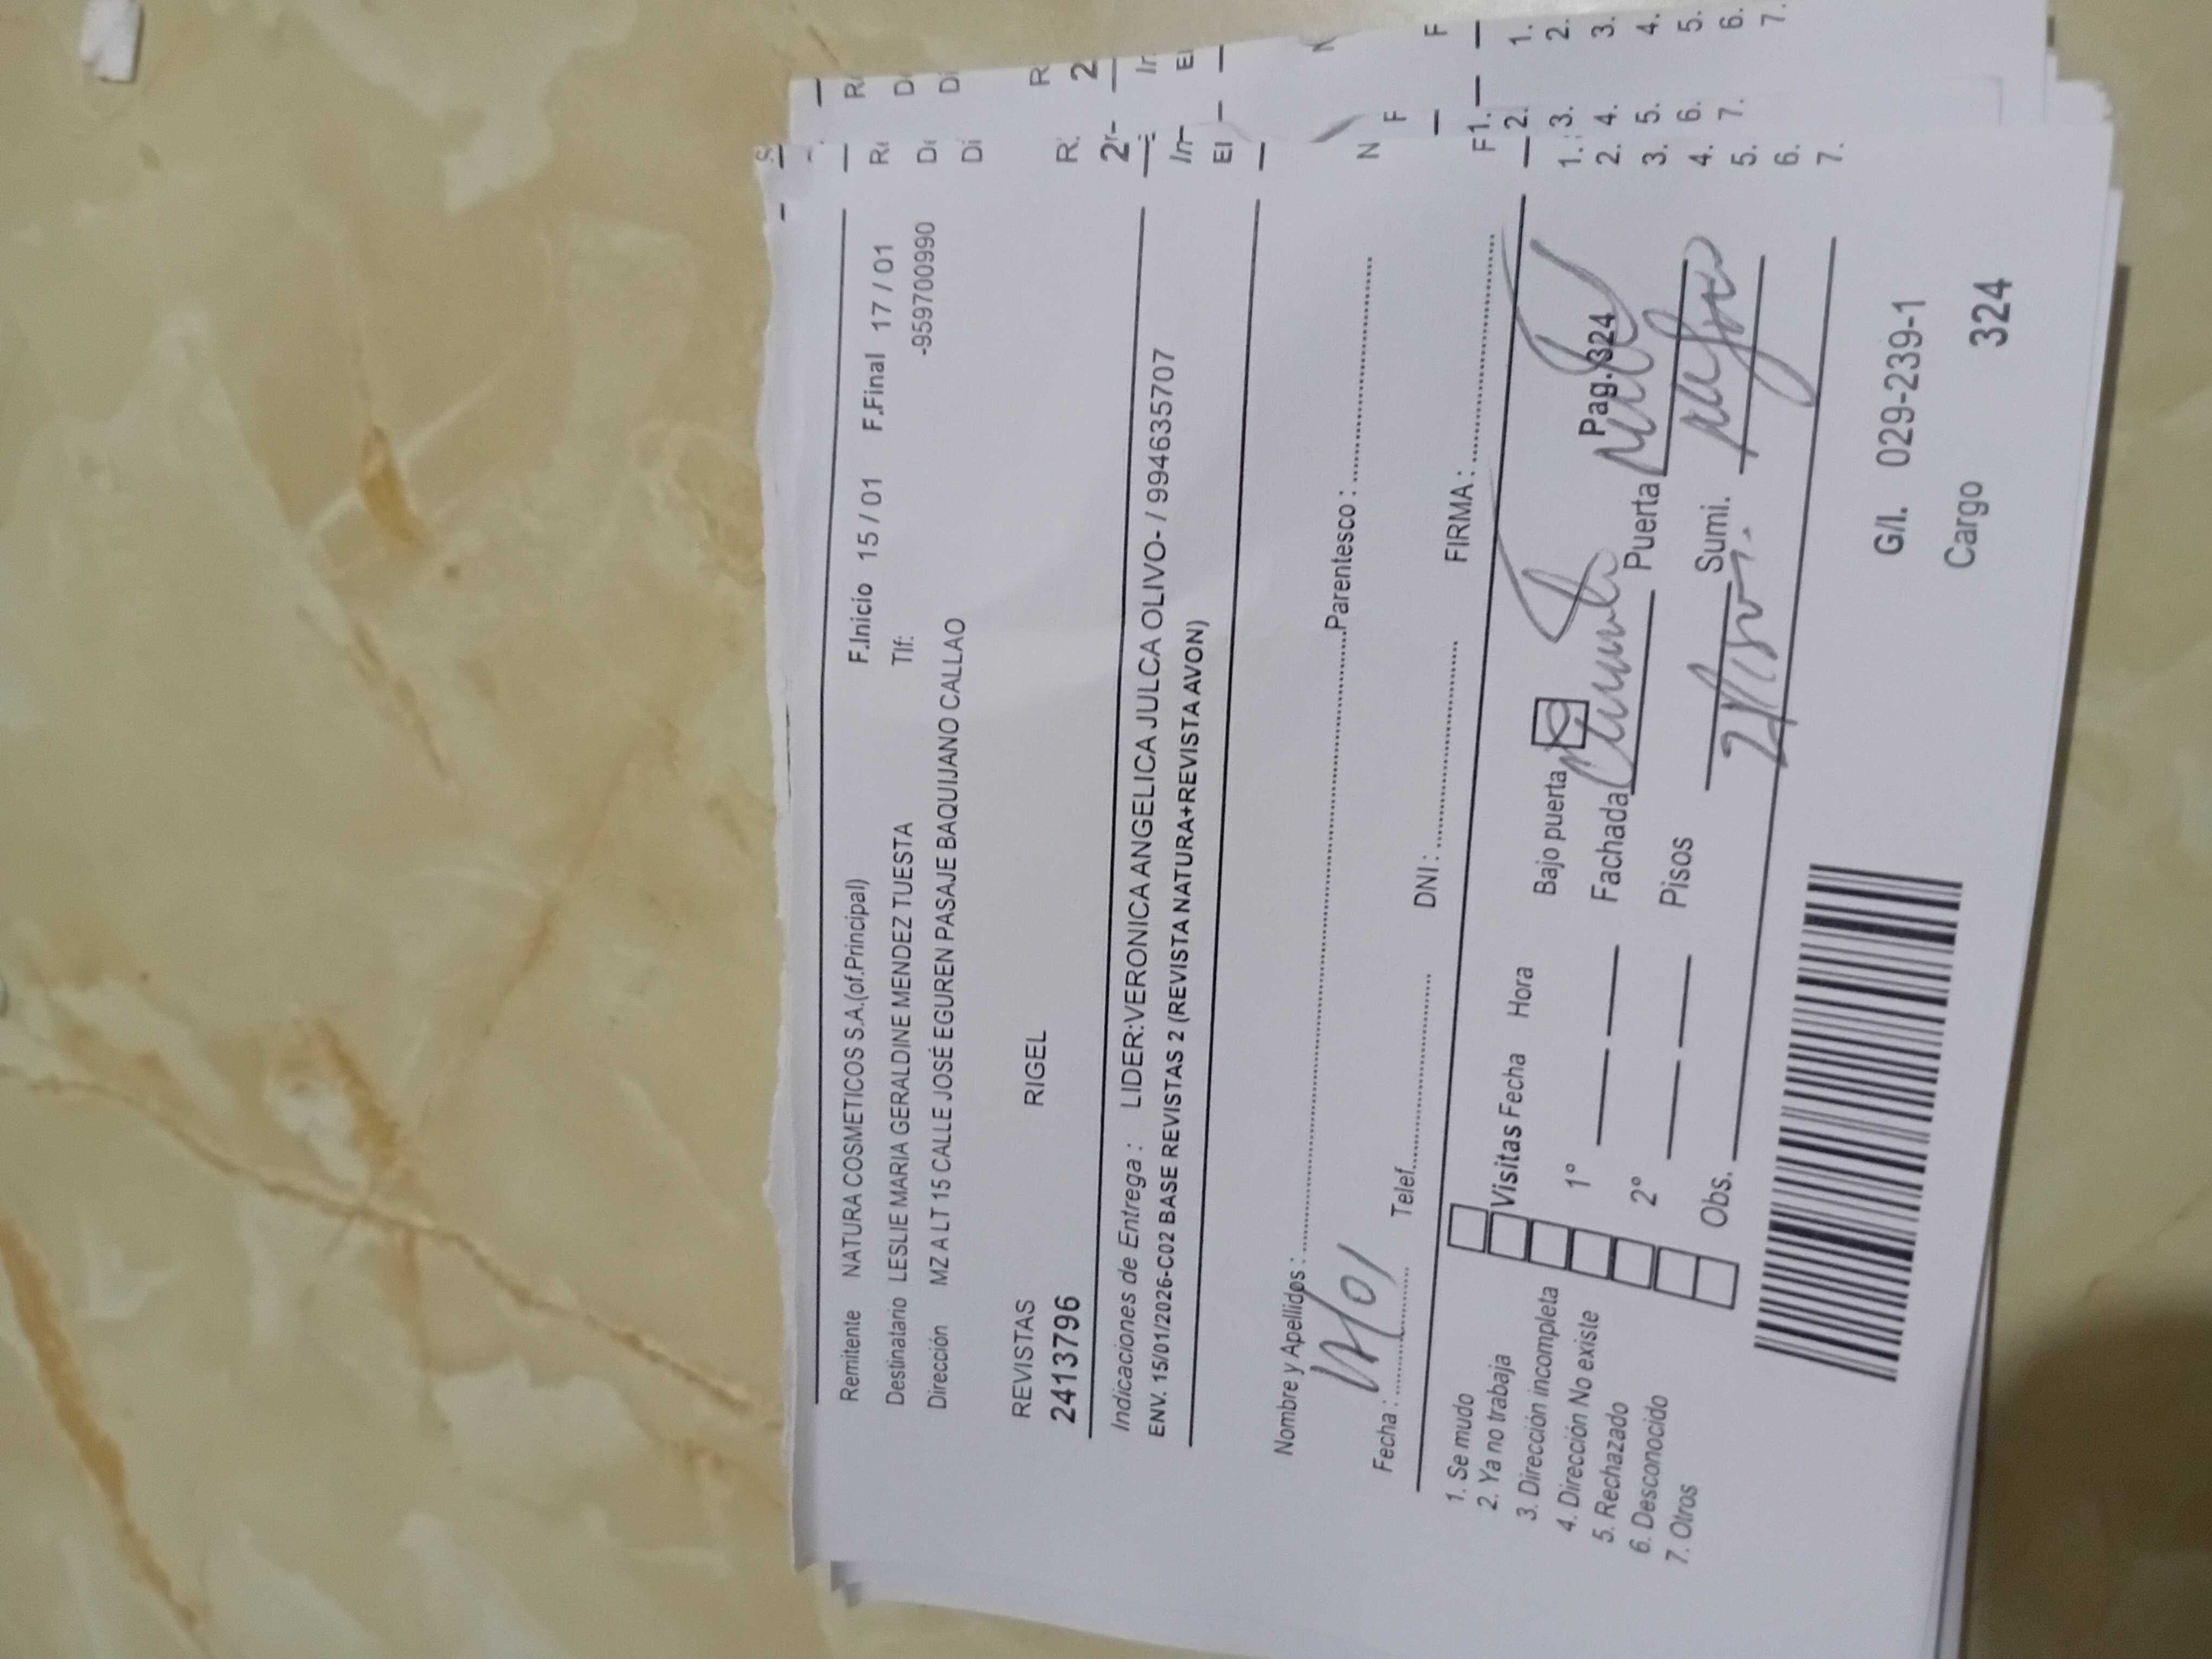 Remitente NATURA COSMETICOS S.A.(of.Principal) F.Inicio 15 / 01 F.Final 17 / 01
Destinatario LESLIE MARIA GERALDINE MENDEZ TUESTA Tlf: -959700990
Dirección MZ A LT 15 CALLE JOSÉ EGUREN PASAJE BAQUIJANO CALLAO
REVISTAS RIGEL
2413796
Indicaciones de Entrega : LIDER:VERONICA ANGELICA JULCA OLIVO- / 994635707
ENV. 15/01/2026-C02 BASE REVISTAS 2 (REVISTA NATURA+REVISTA AVON)
Nombre y Apellidos : Parentesco :
Fecha : Telef. DNI : FIRMA :
1. Se mudo
2. Ya no trabaja
3. Dirección incompleta
4. Dirección No existe
5. Rechazado
6. Desconocido
7. Otros
Visitas Fecha Hora Bajo puerta Pag. 324
1° Fachada Puerta
2° Pisos Sumi.
Obs.
G/I. 029-239-1
Cargo 324